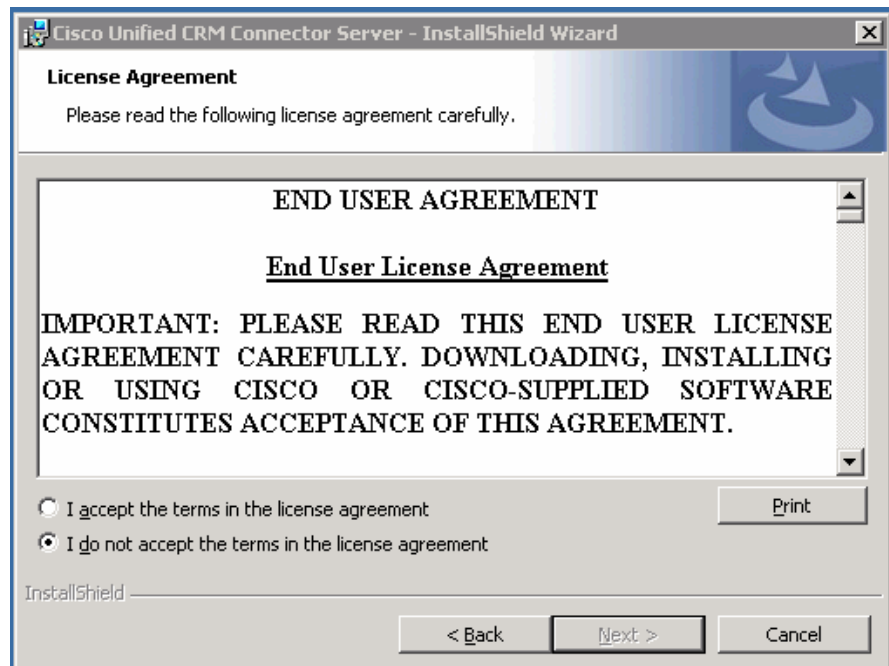 Cisco Unified CRM Connector Server - InstallShield Wizard
License Agreement
Please read the following license agreement carefully.
END USER AGREEMENT
End User License Agreement
IMPORTANT: PLEASE READ THIS END USER LICENSE
AGREEMENT CAREFULLY. DOWNLOADING, INSTALLING
OR USING CISCO OR CISCO-SUPPLIED SOFTWARE
CONSTITUTES ACCEPTANCE OF THIS AGREEMENT.
I accept the terms in the license agreement
Print
I do not accept the terms in the license agreement
InstallShield
< Back Next > Cancel